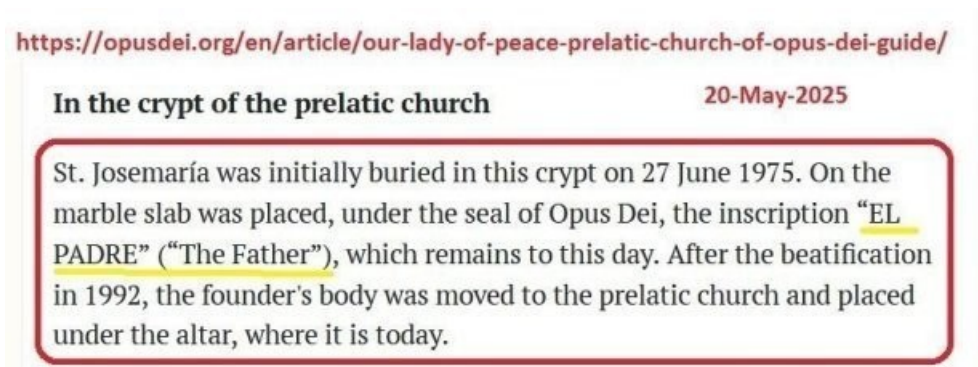 https://opusdei.org/en/article/our-lady-of-peace-prelatic-church-of-opus-dei-guide/
In the crypt of the prelatic church
20-May-2025
St. Josemaría was initially buried in this crypt on 27 June 1975. On the
marble slab was placed, under the seal of Opus Dei, the inscription “EL
PADRE” (“The Father”), which remains to this day. After the beatification
in 1992, the founder's body was moved to the prelatic church and placed
under the altar, where it is today.